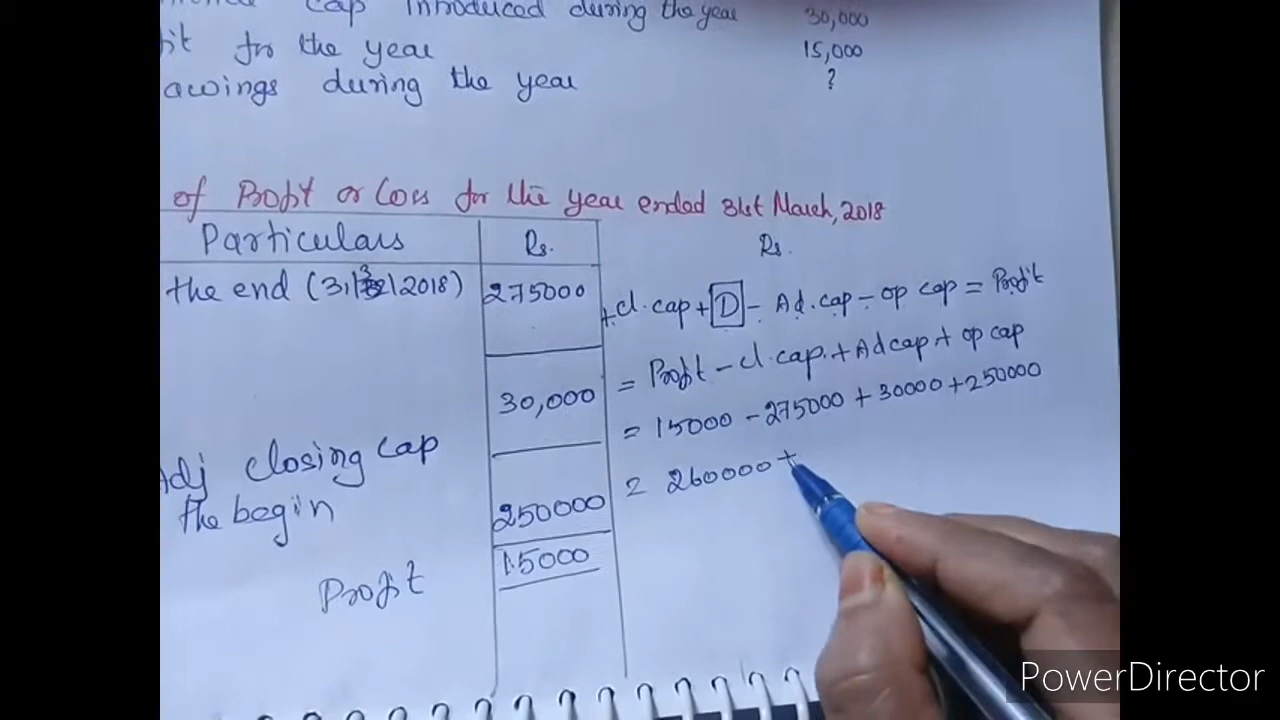 cap introduced during the year 30,000
fit for the year 15,000
awings during the year ?
of Profit or Loss for the year ended 31st March, 2018
Particulars Rs. Rs.
the end (31/3/2018) 275000
+ cl. cap + D - Ad. cap - op cap = Profit
= Profit - cl. cap. + Ad cap + op cap
30,000
= 15000 - 275000 + 30000 + 250000
Adj closing cap
= 260000 +
the begin 250000
Profit 15000
PowerDirector